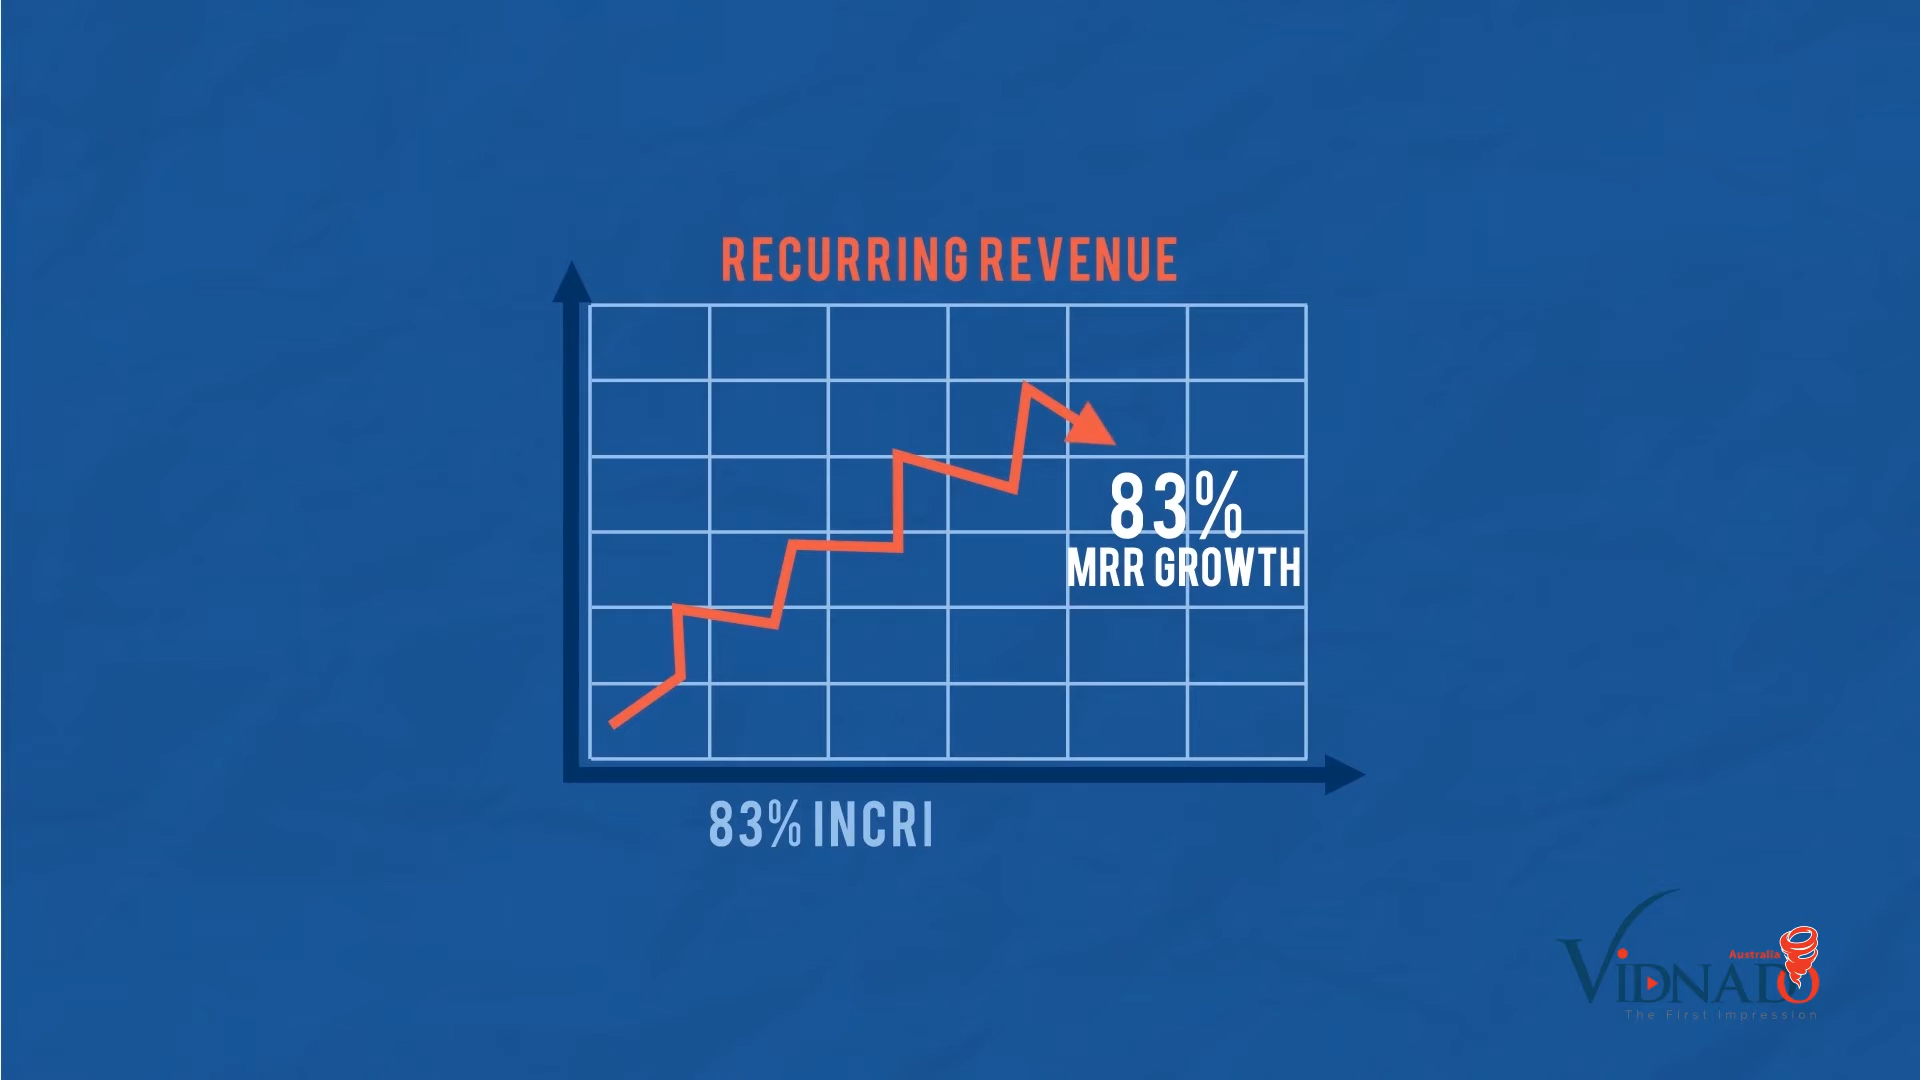 RECURRING REVENUE
83%
MRR GROWTH
83% INCRI
Australia
VIDNADO
The First Impression